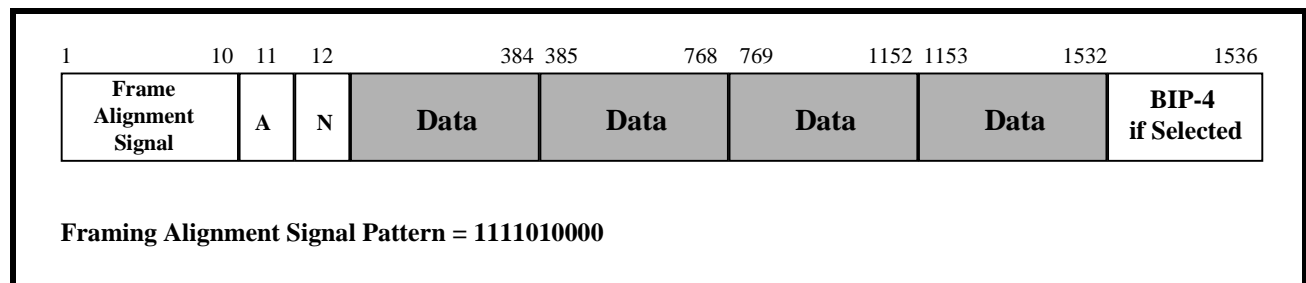 1 10 11 12 384 385 768 769 1152 1153 1532 1536
Frame
Alignment
Signal
A
N
Data
Data
Data
Data
BIP-4
if Selected
Framing Alignment Signal Pattern = 1111010000